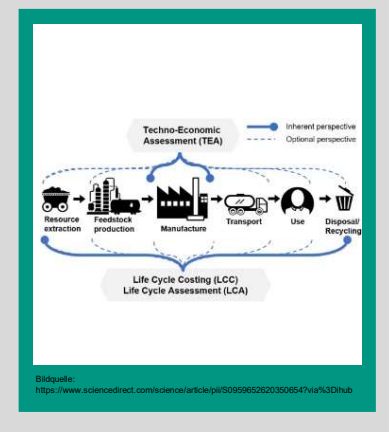 Techno-Economic
Assessment (TEA)
Inherent perspective
Optional perspective
Resource
extraction
Feedstock
production
Manufacture
Transport
Use
Disposal/
Recycling
Life Cycle Costing (LCC)
Life Cycle Assessment (LCA)
Bildquelle:
https://www.sciencedirect.com/science/article/pii/S0959652620350654?via%3Dihub